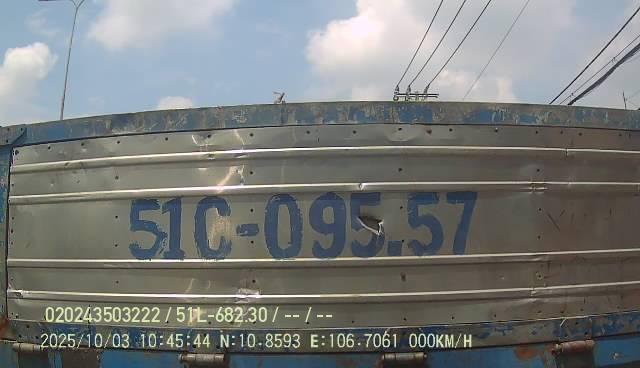 51C-095.57
020243503222 / 51L-682.30 / -- / --
2025/10/03 10:45:44 N:10.8593 E:106.7061 000KM/H